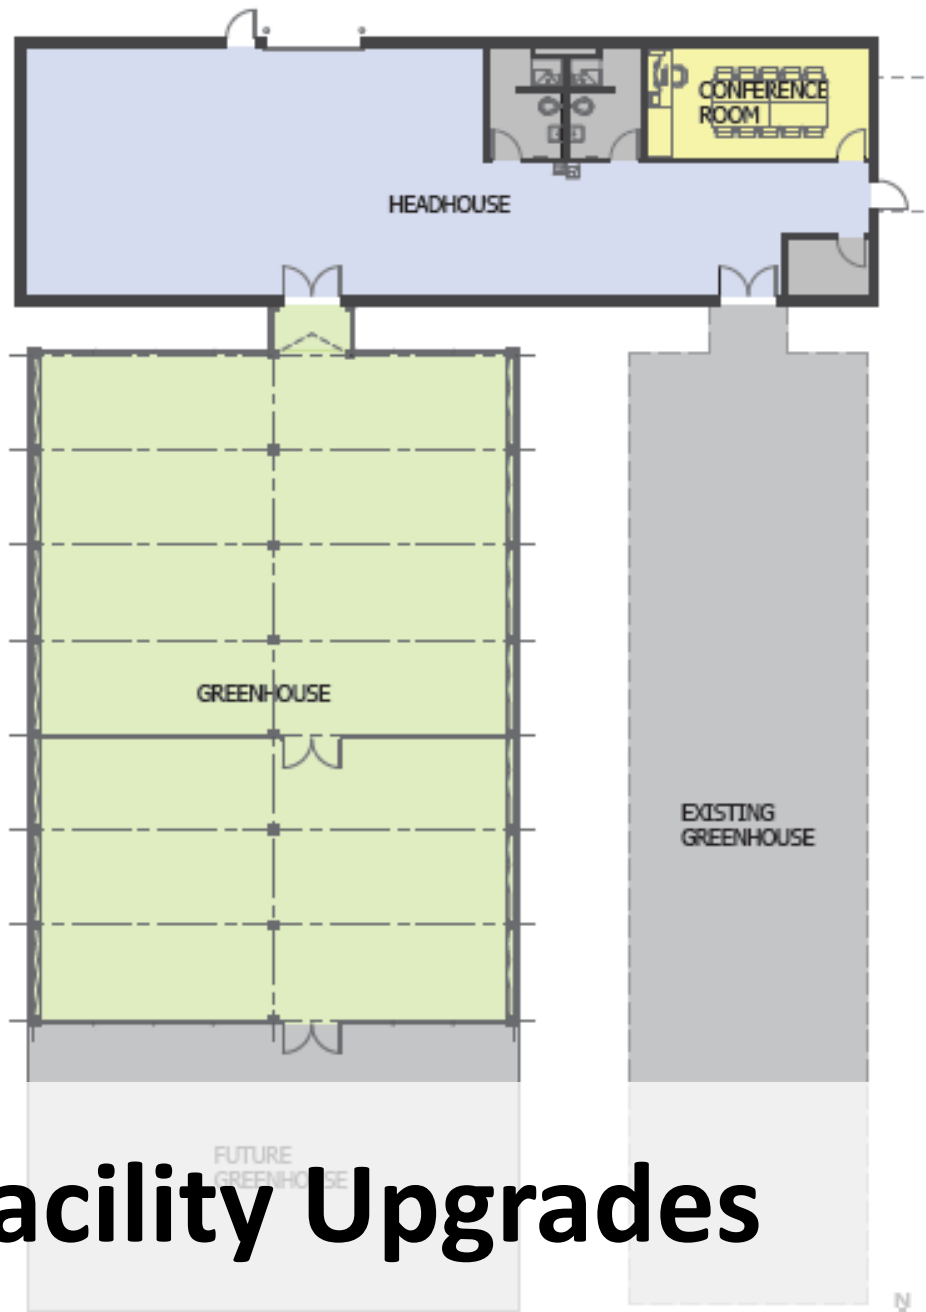 CONFERENCE
ROOM
HEADHOUSE
GREENHOUSE
EXISTING
GREENHOUSE
FUTURE
GREENHOUSE
acility Upgrades
N